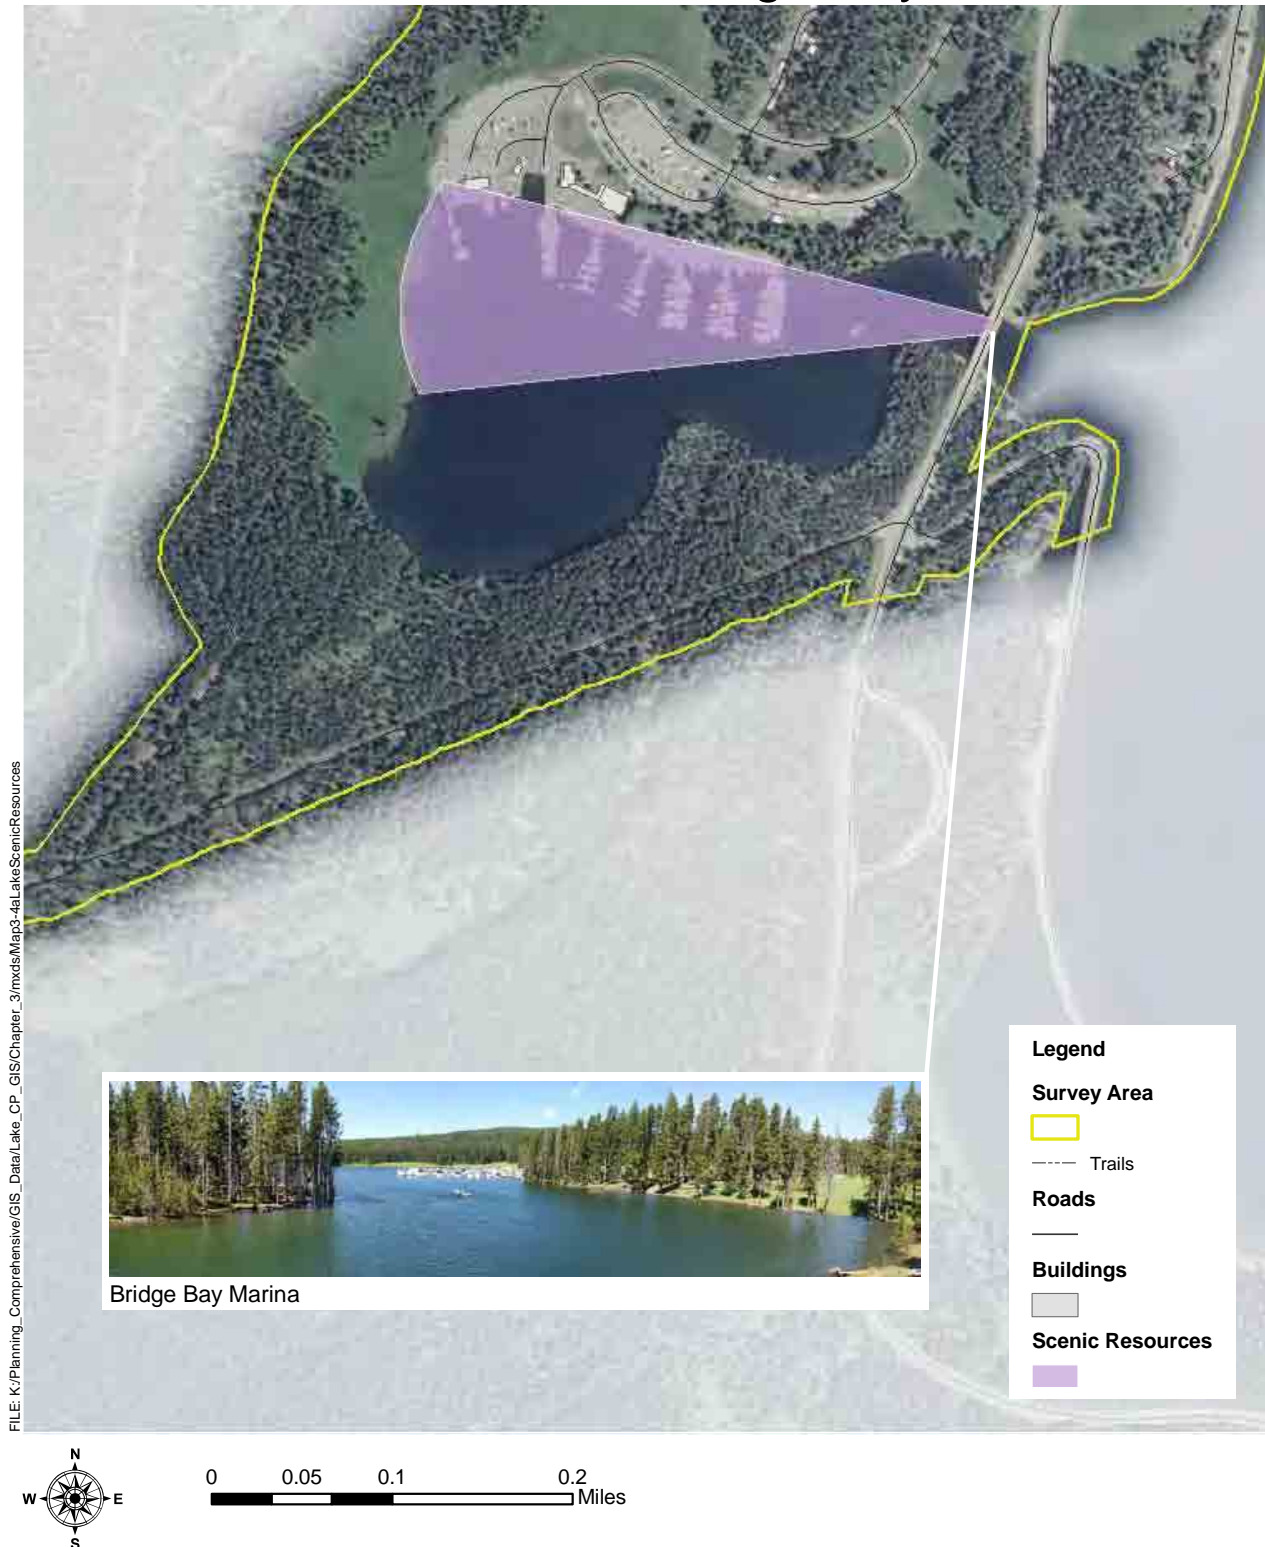 FILE: K:/Planning_Comprehensive/GIS_Data/Lake_CP_GIS/Chapter_3/mxds/Map3-4aLakeScenicResources
Legend
Survey Area
Trails
Roads
Buildings
Scenic Resources
Bridge Bay Marina
N
W E
S
0 0.05 0.1 0.2
Miles